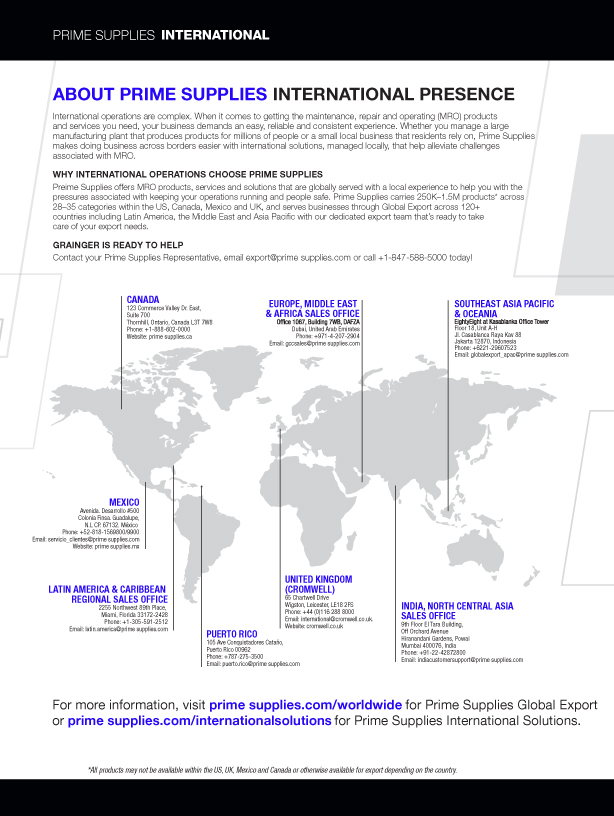 PRIME SUPPLIES INTERNATIONAL
ABOUT PRIME SUPPLIES INTERNATIONAL PRESENCE
International operations are complex. When it comes to getting the maintenance, repair and operating (MRO) products
and services you need, your business demands an easy, reliable and consistent experience. Whether you manage a large
manufacturing plant that produces products for millions of people or a small local business that residents rely on, Prime Supplies
makes doing business across borders easier with international solutions, managed locally, that help alleviate challenges
associated with MRO.
WHY INTERNATIONAL OPERATIONS CHOOSE PRIME SUPPLIES
Preime Supplies offers MRO products, services and solutions that are globally served with a local experience to help you with the
pressures associated with keeping your operations running and people safe. Prime Supplies carries 250K–1.5M products* across
28–35 categories within the US, Canada, Mexico and UK, and serves businesses through Global Export across 120+
countries including Latin America, the Middle East and Asia Pacific with our dedicated export team that's ready to take
care of your export needs.
GRAINGER IS READY TO HELP
Contact your Prime Supplies Representative, email export@prime supplies.com or call +1-847-588-5000 today!
CANADA
123 Commerce Valley Dr. East,
Suite 700
Thornhill, Ontario, Canada L3T 7W8
Phone: +1-888-602-0000
Website: prime supplies.ca
EUROPE, MIDDLE EAST
& AFRICA SALES OFFICE
Office 1067, Building 7WB, DAFZA
Dubai, United Arab Emirates
Phone: +971-4-207-2904
Email: gccsales@prime supplies.com
SOUTHEAST ASIA PACIFIC
& OCEANIA
EightyEight at Kasablanka Office Tower
Floor 18, Unit A-H
Jl. Casablanca Raya Kav 88
Jakarta 12870, Indonesia
Phone: +6221-29607523
Email: globalexport_apac@prime supplies.com
MEXICO
Avenida. Desarrollo #500
Colonia Finsa. Guadalupe,
N.L CP. 67132. México
Phone: +52-818-1569800/9900
Email: servicio_clientes@prime supplies.com
Website: prime supplies.mx
LATIN AMERICA & CARIBBEAN
REGIONAL SALES OFFICE
2255 Northwest 89th Place,
Miami, Florida 33172-2428
Phone: +1-305-591-2512
Email: latin.america@prime supplies.com
PUERTO RICO
105 Ave Conquistadores Cataño,
Puerto Rico 00962
Phone: +787-275-3500
Email: puerto.rico@prime supplies.com
UNITED KINGDOM
(CROMWELL)
65 Chartwell Drive
Wigston, Leicester, LE18 2FS
Phone: +44 (0)116 288 8000
Email: international@cromwell.co.uk.
Website: cromwell.co.uk
INDIA, NORTH CENTRAL ASIA
SALES OFFICE
9th Floor El Tara Building,
Off Orchard Avenue
Hiranandani Gardens, Powai
Mumbai 400076, India
Phone: +91-22-42872800
Email: indiacustomersupport@prime supplies.com
For more information, visit prime supplies.com/worldwide for Prime Supplies Global Export
or prime supplies.com/internationalsolutions for Prime Supplies International Solutions.
*All products may not be available within the US, UK, Mexico and Canada or otherwise available for export depending on the country.